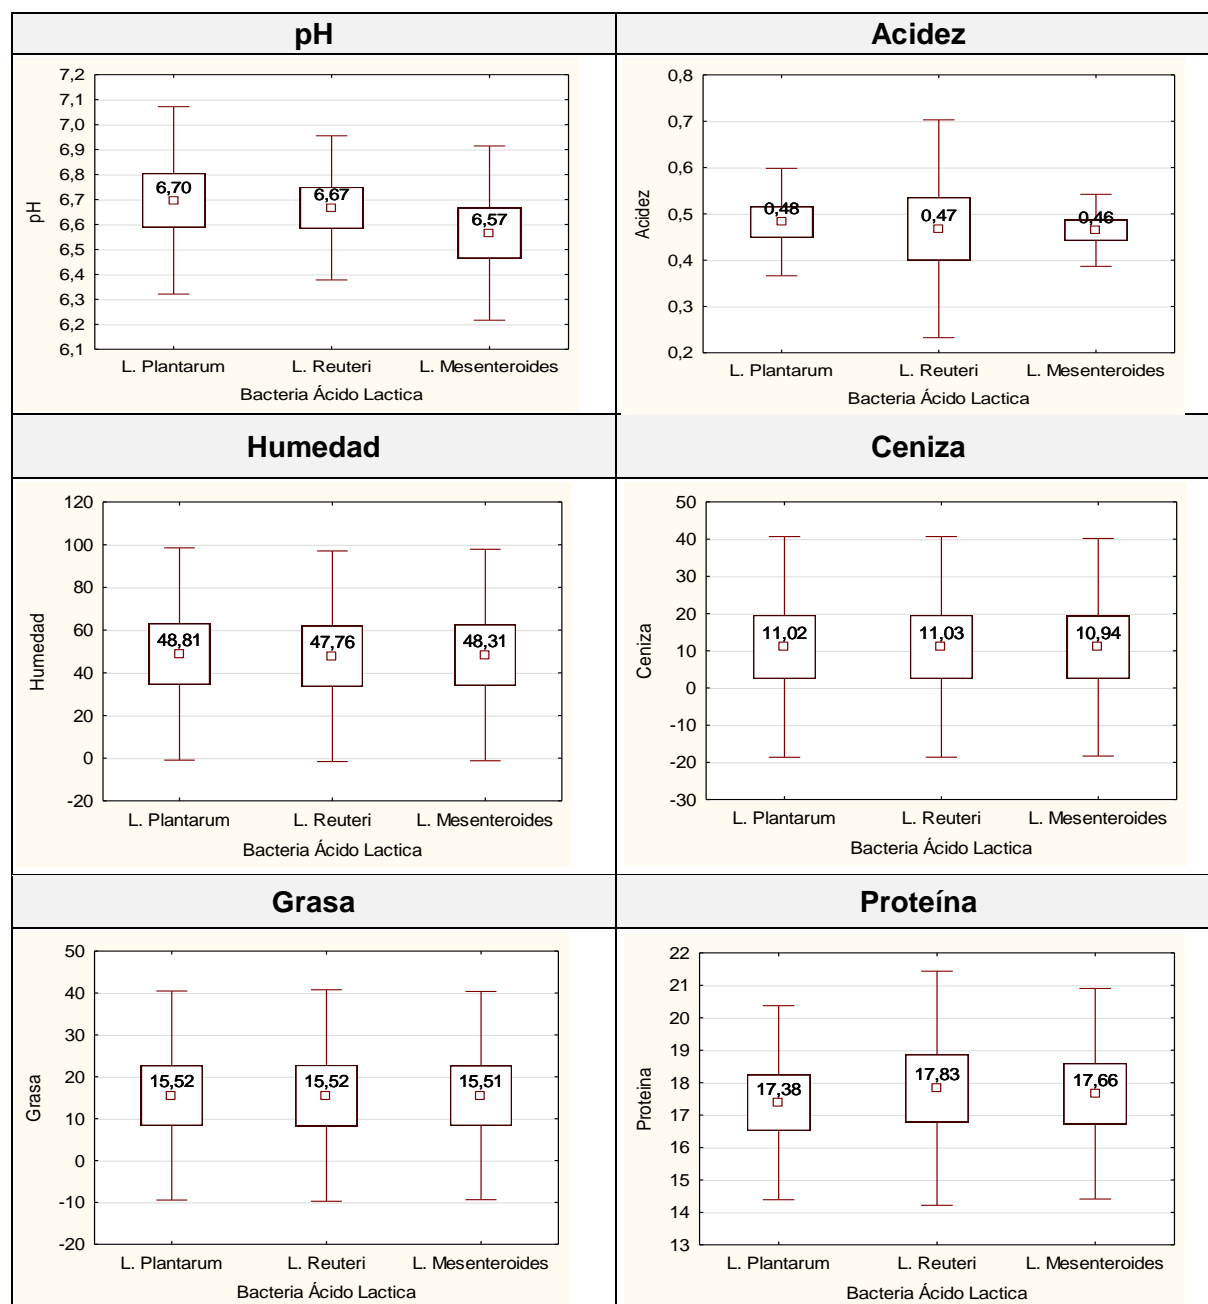 pH
Acidez
7,2
7,1
7,0
6,9
6,8
6,7
6,6
6,5
6,4
6,3
6,2
6,1
pH
6,70
6,67
6,57
L. Plantarum
L. Reuteri
L. Mesenteroides
Bacteria Ácido Lactica
0,8
0,7
0,6
0,5
0,4
0,3
0,2
Acidez
0,48
0,47
0,46
L. Plantarum
L. Reuteri
L. Mesenteroides
Bacteria Ácido Lactica
Humedad
Ceniza
120
100
80
60
40
20
0
-20
Humedad
48,81
47,76
48,31
L. Plantarum
L. Reuteri
L. Mesenteroides
Bacteria Ácido Lactica
50
40
30
20
10
0
-10
-20
-30
Ceniza
11,02
11,03
10,94
L. Plantarum
L. Reuteri
L. Mesenteroides
Bacteria Ácido Lactica
Grasa
Proteína
50
40
30
20
10
0
-10
-20
Grasa
15,52
15,52
15,51
L. Plantarum
L. Reuteri
L. Mesenteroides
Bacteria Ácido Lactica
22
21
20
19
18
17
16
15
14
13
Proteina
17,38
17,83
17,66
L. Plantarum
L. Reuteri
L. Mesenteroides
Bacteria Ácido Lactica